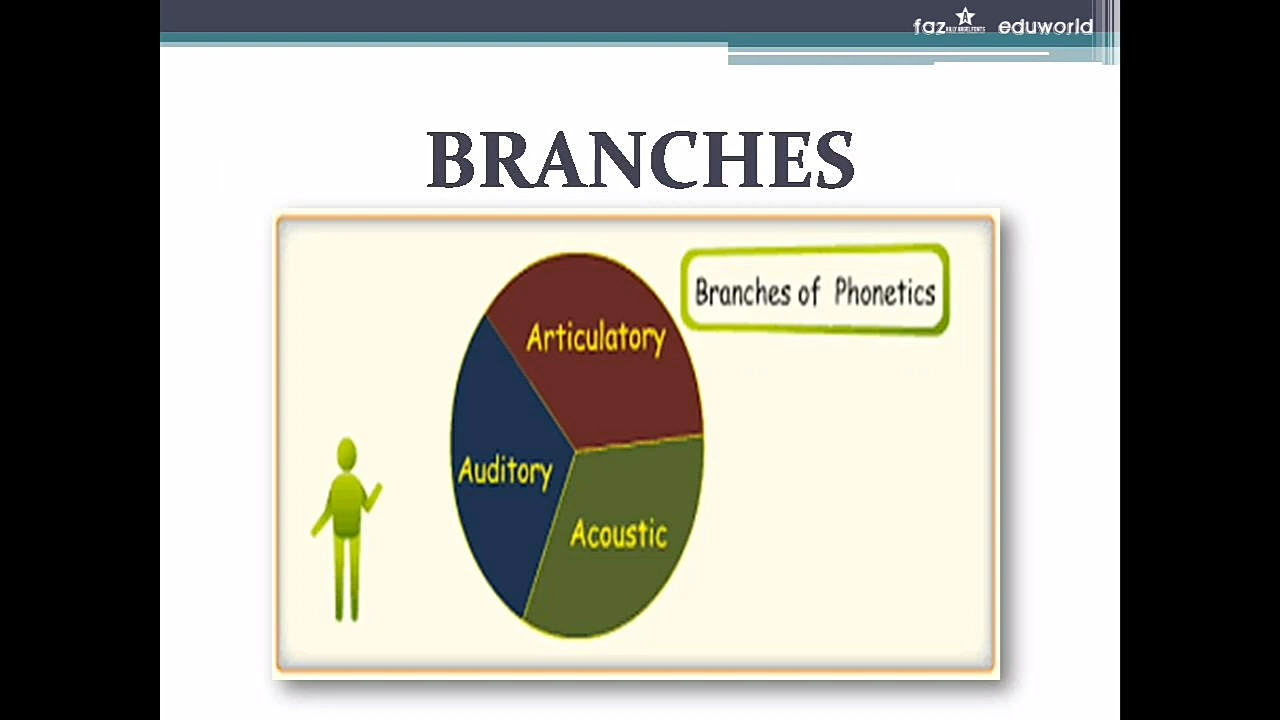 faz eduworld
BRANCHES
Branches of Phonetics
Articulatory
Auditory
Acoustic